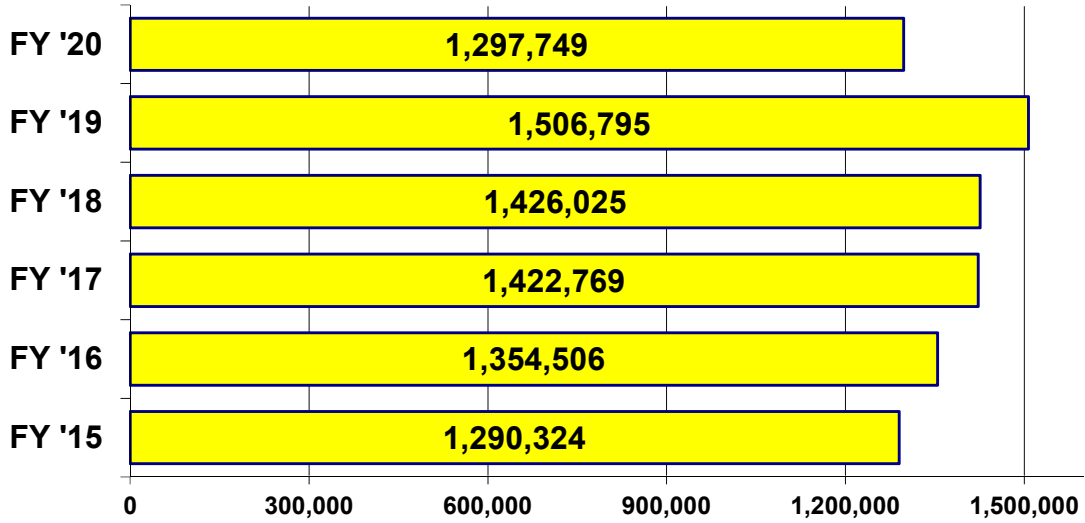 FY '20 1,297,749
FY '19 1,506,795
FY '18 1,426,025
FY '17 1,422,769
FY '16 1,354,506
FY '15 1,290,324
0 300,000 600,000 900,000 1,200,000 1,500,000